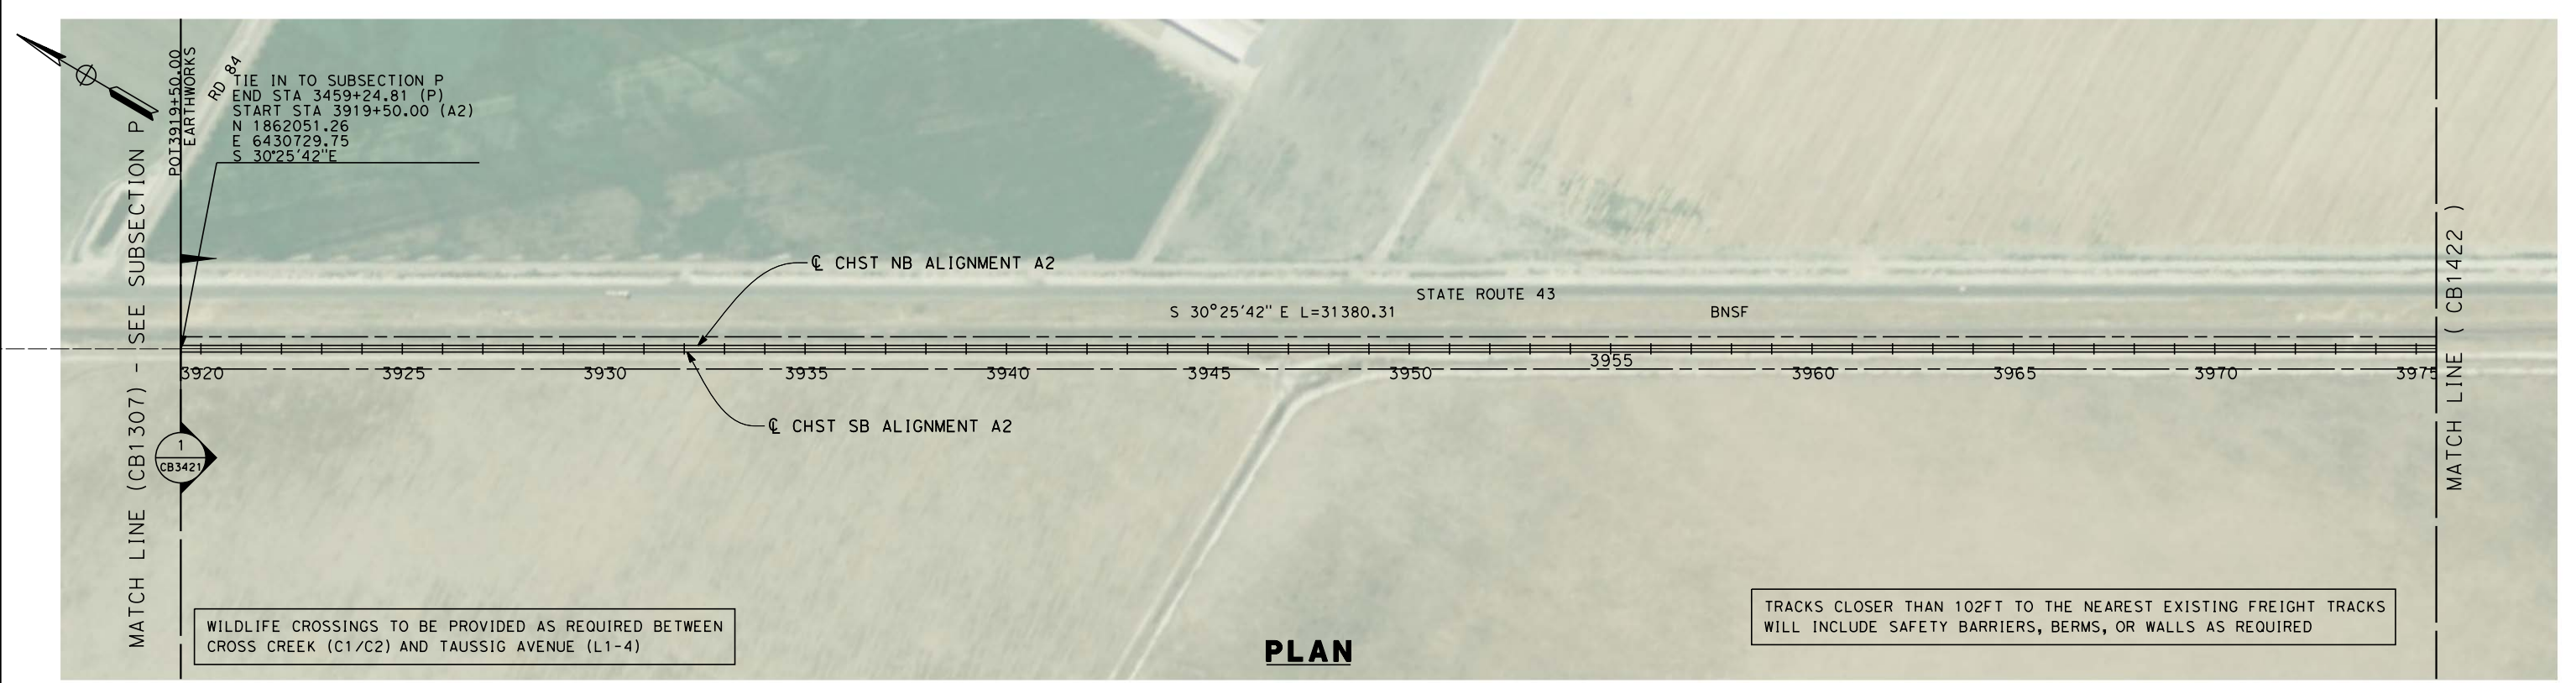 POT3919+50.00
EARTHWORKS
RD 84
TIE IN TO SUBSECTION P
END STA 3459+24.81 (P)
START STA 3919+50.00 (A2)
N 1862051.26
E 6430729.75
S 30°25'42"E
MATCH LINE (CB1307) - SEE SUBSECTION P
℄ CHST NB ALIGNMENT A2
STATE ROUTE 43
S 30°25'42" E L=31380.31
BNSF
3920
3925
3930
3935
3940
3945
3950
3955
3960
3965
3970
3975
MATCH LINE ( CB1422 )
℄ CHST SB ALIGNMENT A2
1
CB3421
WILDLIFE CROSSINGS TO BE PROVIDED AS REQUIRED BETWEEN
CROSS CREEK (C1/C2) AND TAUSSIG AVENUE (L1-4)
PLAN
TRACKS CLOSER THAN 102FT TO THE NEAREST EXISTING FREIGHT TRACKS
WILL INCLUDE SAFETY BARRIERS, BERMS, OR WALLS AS REQUIRED